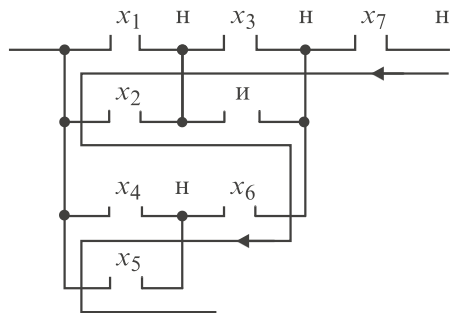 x₁ н x₃ н x₇ н
x₂ и
x₄ н x₆
x₅